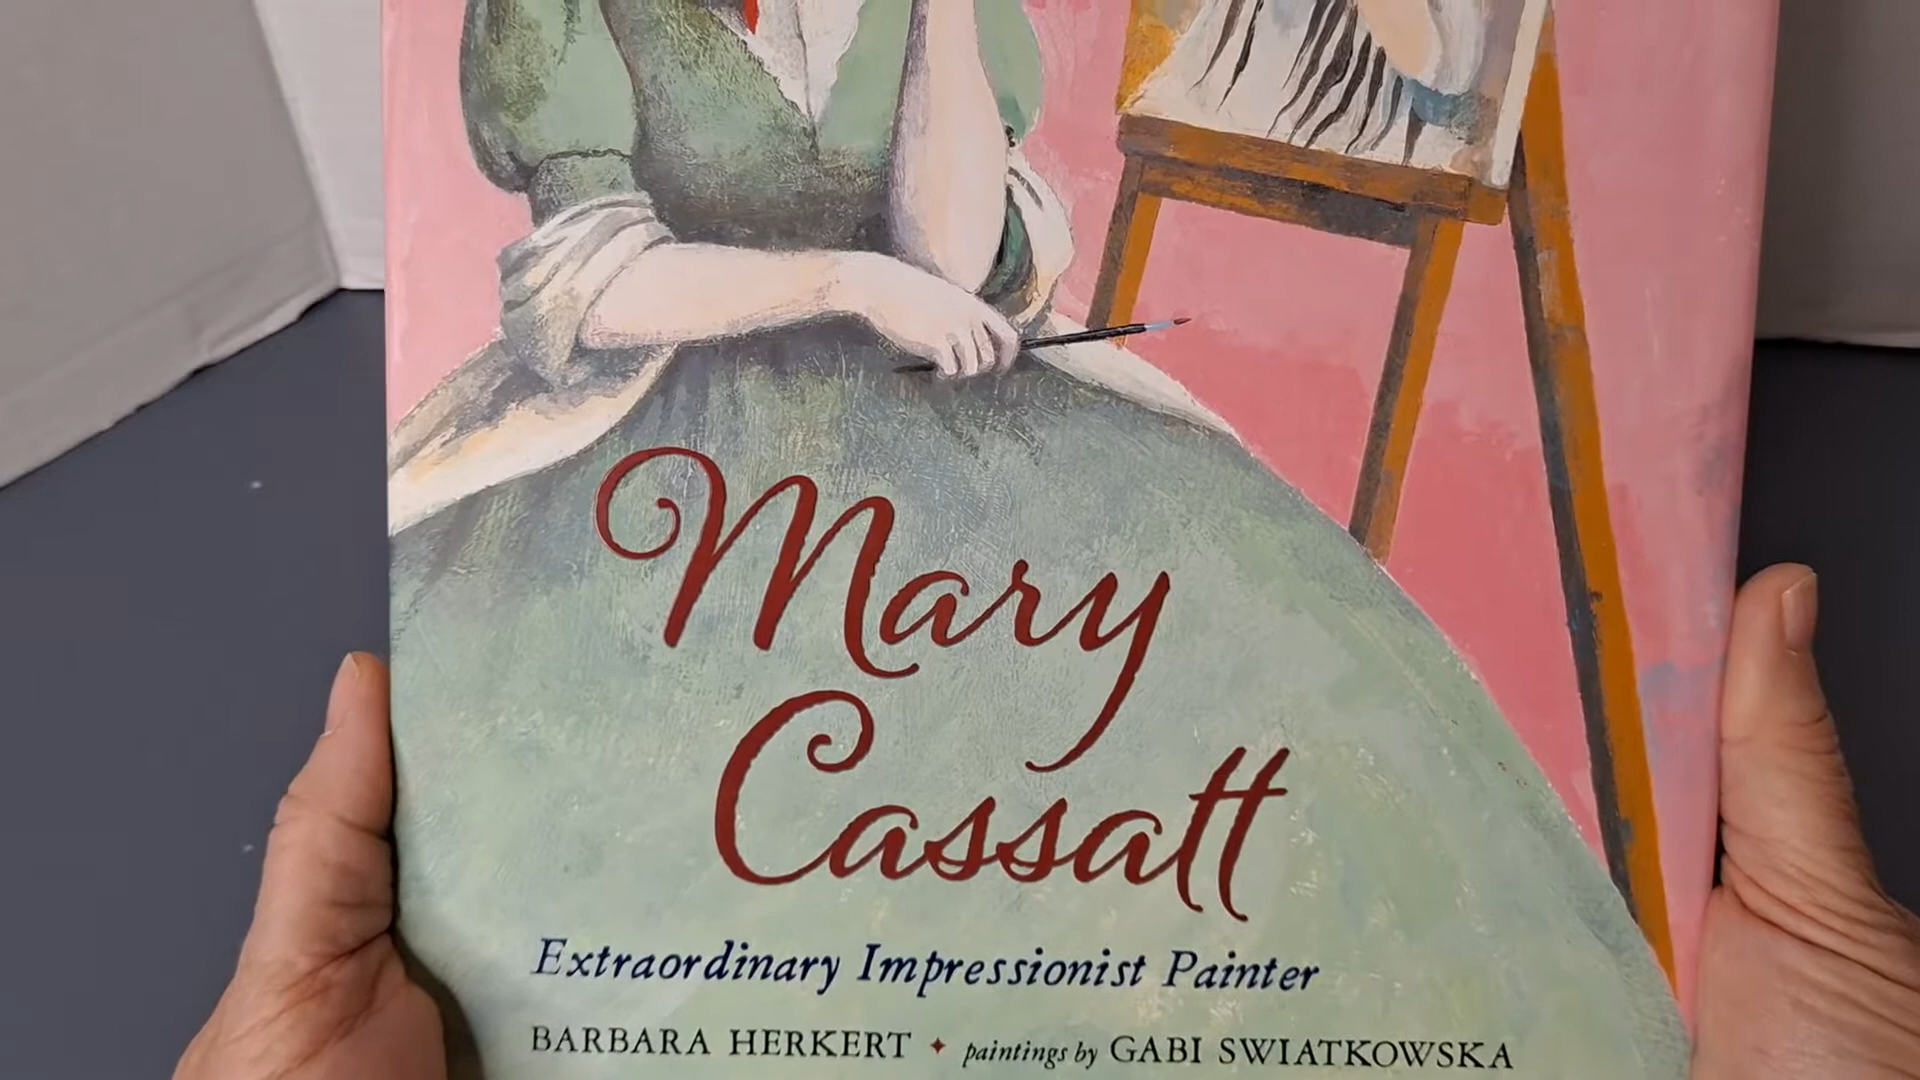 Mary
Cassatt
Extraordinary Impressionist Painter
BARBARA HERKERT ✦ paintings by GABI SWIATKOWSKA